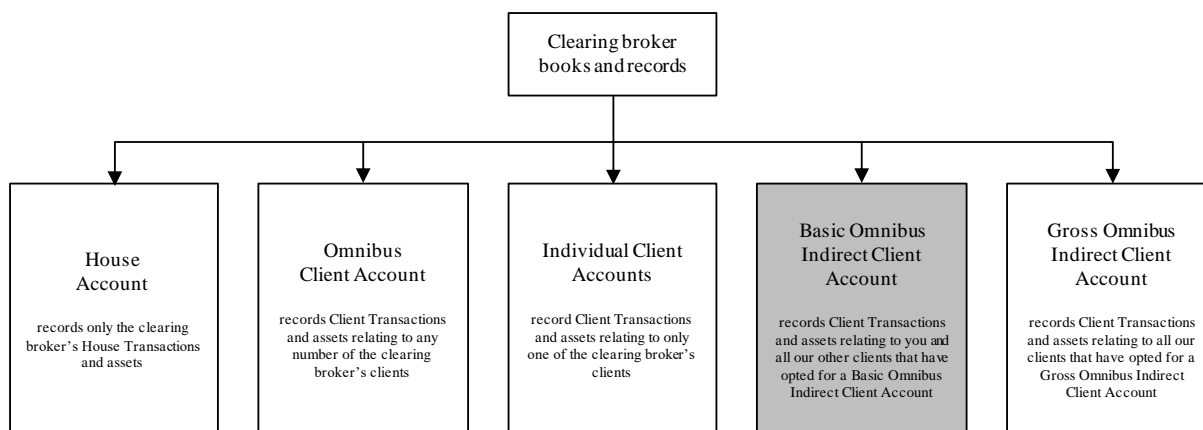 Clearing broker
books and records
House
Account
records only the clearing
broker's House Transactions
and assets
Omnibus
Client Account
records Client Transactions
and assets relating to any
number of the clearing
broker's clients
Individual Client
Accounts
record Client Transactions
and assets relating to only
one of the clearing broker's
clients
Basic Omnibus
Indirect Client
Account
records Client Transactions
and assets relating to you and
all our other clients that have
opted for a Basic Omnibus
Indirect Client Account
Gross Omnibus
Indirect Client
Account
records Client Transactions
and assets relating to all our
clients that have opted for a
Gross Omnibus Indirect
Client Account